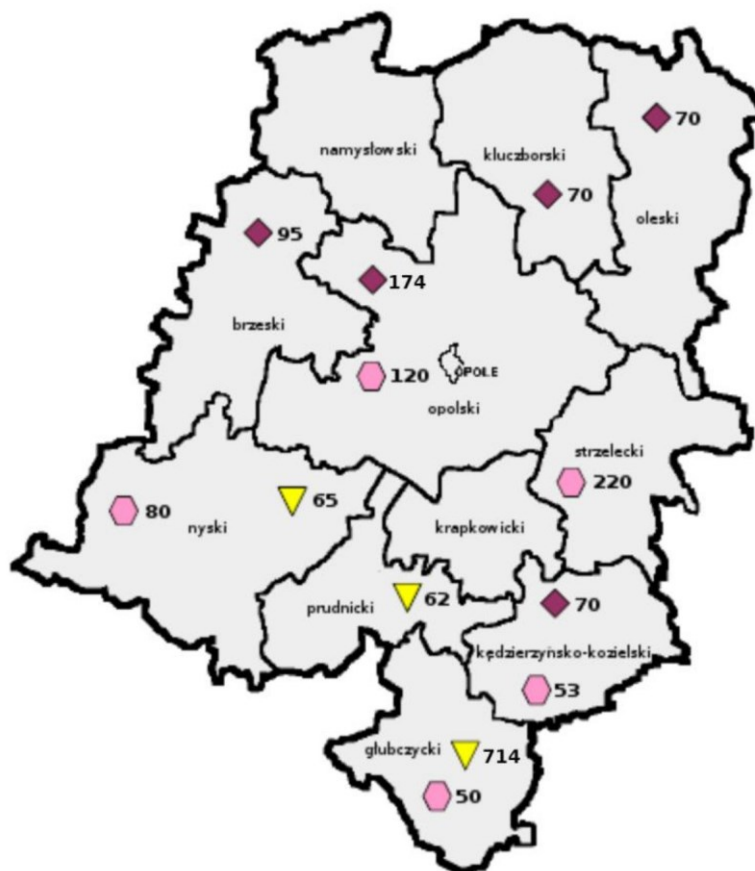 70
namysłowski
kluczborski
70
oleski
95
174
brzeski
120
OPOLE
opolski
strzelecki
220
80
65
nyski
krapkowicki
prudnicki
62
70
kędzierzyńsko-kozielski
53
głubczycki
714
50